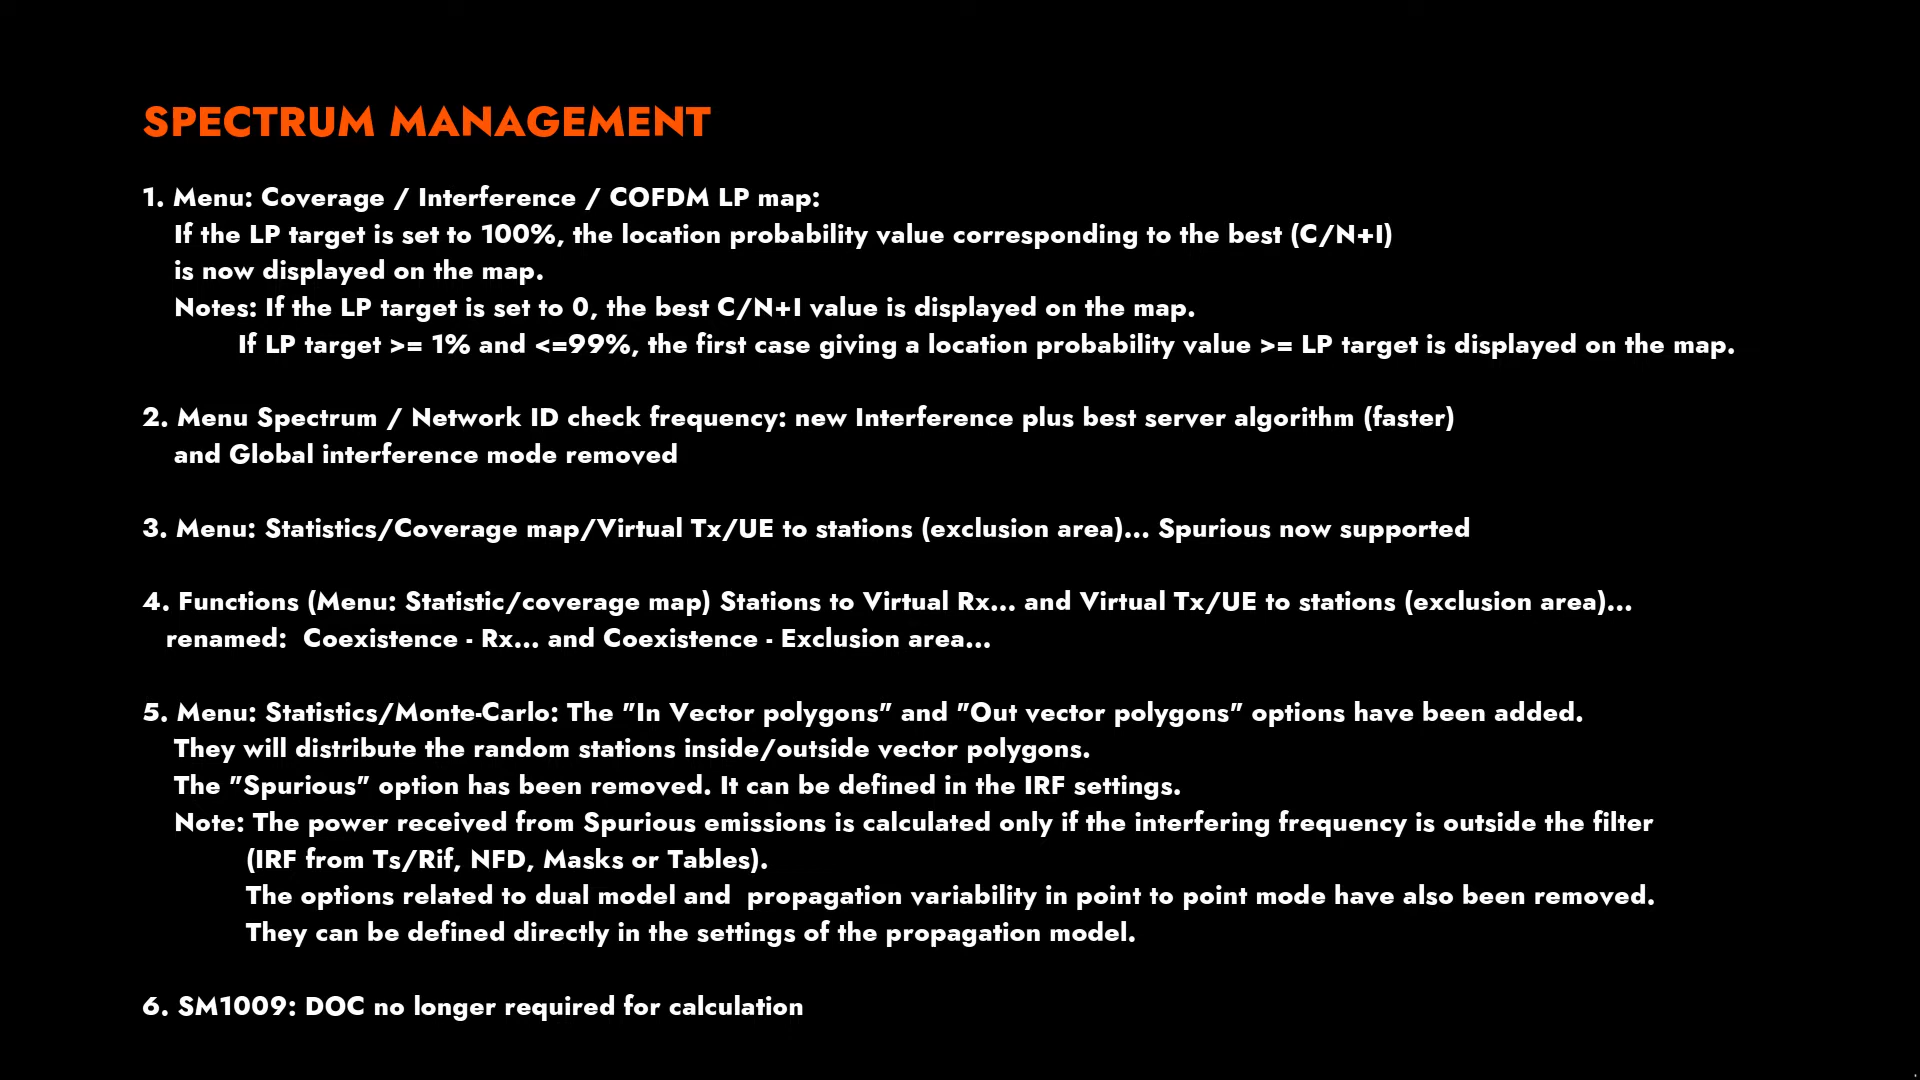 SPECTRUM MANAGEMENT
1. Menu: Coverage / Interference / COFDM LP map:
If the LP target is set to 100%, the location probability value corresponding to the best (C/N+I)
is now displayed on the map.
Notes: If the LP target is set to 0, the best C/N+I value is displayed on the map.
If LP target >= 1% and <=99%, the first case giving a location probability value >= LP target is displayed on the map.
2. Menu Spectrum / Network ID check frequency: new Interference plus best server algorithm (faster)
and Global interference mode removed
3. Menu: Statistics/Coverage map/Virtual Tx/UE to stations (exclusion area)... Spurious now supported
4. Functions (Menu: Statistic/coverage map) Stations to Virtual Rx... and Virtual Tx/UE to stations (exclusion area)...
renamed:  Coexistence - Rx... and Coexistence - Exclusion area...
5. Menu: Statistics/Monte-Carlo: The "In Vector polygons" and "Out vector polygons" options have been added.
They will distribute the random stations inside/outside vector polygons.
The "Spurious" option has been removed. It can be defined in the IRF settings.
Note: The power received from Spurious emissions is calculated only if the interfering frequency is outside the filter
(IRF from Ts/Rif, NFD, Masks or Tables).
The options related to dual model and  propagation variability in point to point mode have also been removed.
They can be defined directly in the settings of the propagation model.
6. SM1009: DOC no longer required for calculation